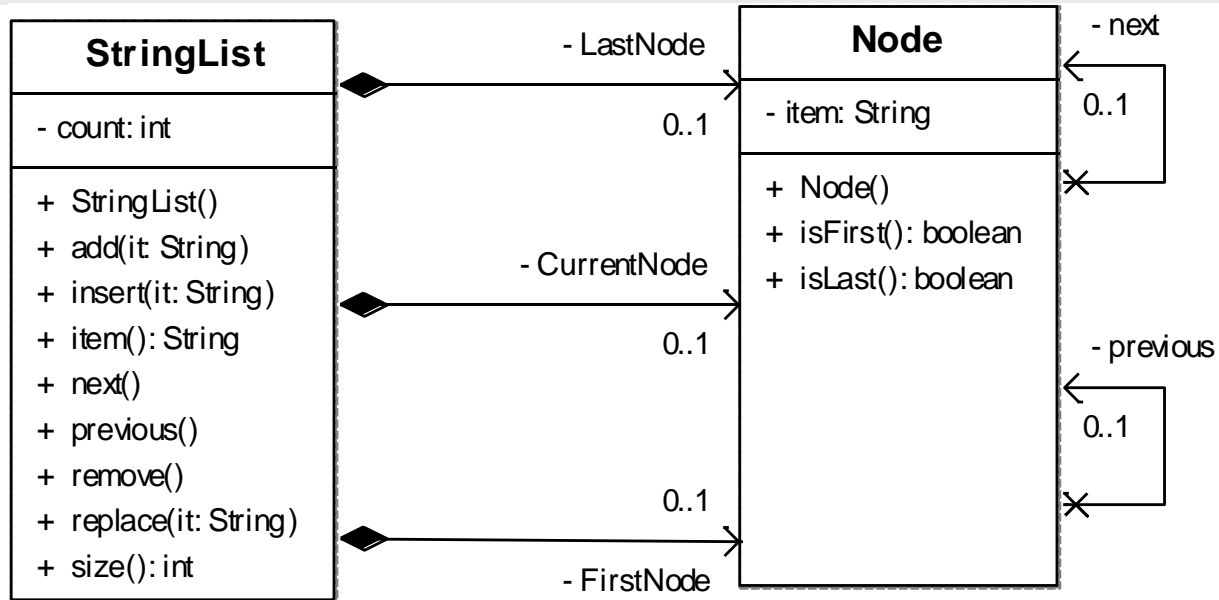 StringList
- count: int
+ StringList()
+ add(it: String)
+ insert(it: String)
+ item(): String
+ next()
+ previous()
+ remove()
+ replace(it: String)
+ size(): int
- LastNode
0..1
- CurrentNode
0..1
0..1
- FirstNode
Node
- item: String
+ Node()
+ isFirst(): boolean
+ isLast(): boolean
- next
0..1
- previous
0..1